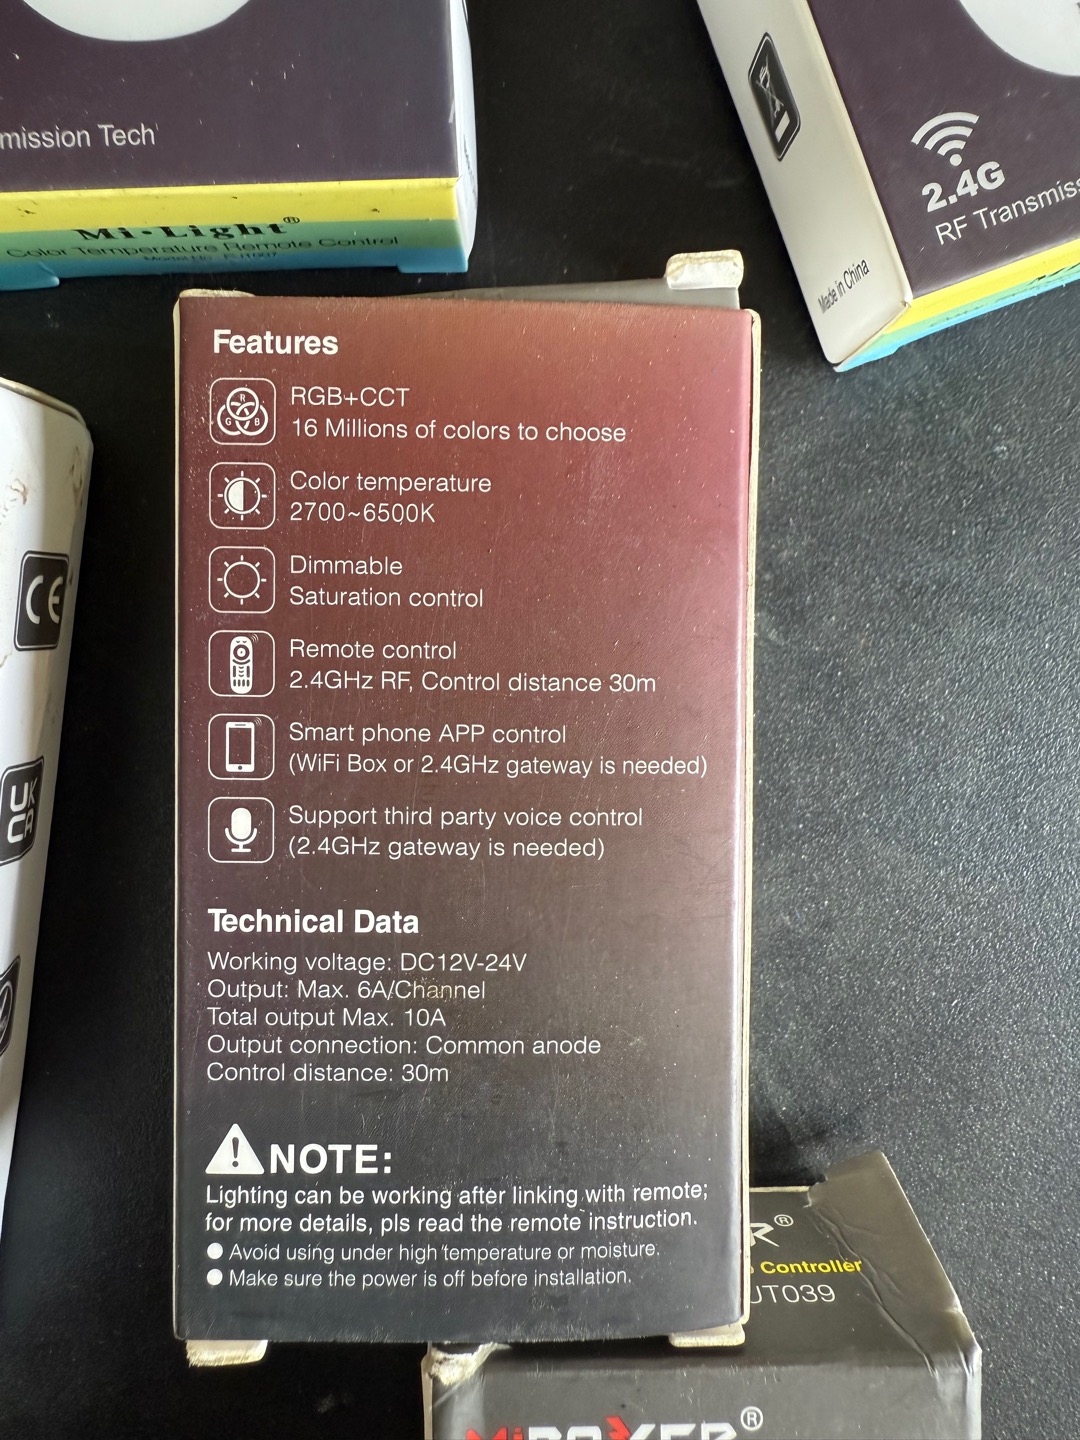 mission Tech
Mi·Light®
Color Temperature Remote Control
2.4G
RF Transmiss
Made in China
Features
RGB+CCT
16 Millions of colors to choose
Color temperature
2700~6500K
Dimmable
Saturation control
Remote control
2.4GHz RF, Control distance 30m
Smart phone APP control
(WiFi Box or 2.4GHz gateway is needed)
Support third party voice control
(2.4GHz gateway is needed)
Technical Data
Working voltage: DC12V-24V
Output: Max. 6A/Channel
Total output Max. 10A
Output connection: Common anode
Control distance: 30m
NOTE:
Lighting can be working after linking with remote;
for more details, pls read the remote instruction.
Avoid using under high temperature or moisture.
Make sure the power is off before installation.
CE
UK
CA
R®
Controller
UT039
MiBOXER®